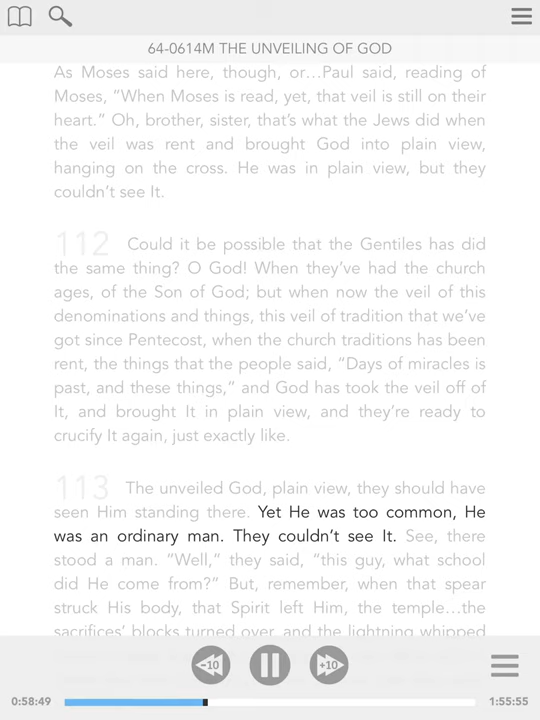 64-0614M THE UNVEILING OF GOD
As Moses said here, though, or…Paul said, reading of
Moses, “When Moses is read, yet, that veil is still on their
heart.” Oh, brother, sister, that’s what the Jews did when
the veil was rent and brought God into plain view,
hanging on the cross. He was in plain view, but they
couldn’t see It.
112 Could it be possible that the Gentiles has did
the same thing? O God! When they’ve had the church
ages, of the Son of God; but when now the veil of this
denominations and things, this veil of tradition that we’ve
got since Pentecost, when the church traditions has been
rent, the things that the people said, “Days of miracles is
past, and these things,” and God has took the veil off of
It, and brought It in plain view, and they’re ready to
crucify It again, just exactly like.
113 The unveiled God, plain view, they should have
seen Him standing there. Yet He was too common, He
was an ordinary man. They couldn’t see It. See, there
stood a man. “Well,“ they said, “this guy, what school
did He come from?” But, remember, when that spear
struck His body, that Spirit left Him, the temple…the
sacrifices’ blocks turned over, and the lightning whipped
-10
+10
0:58:49
1:55:55